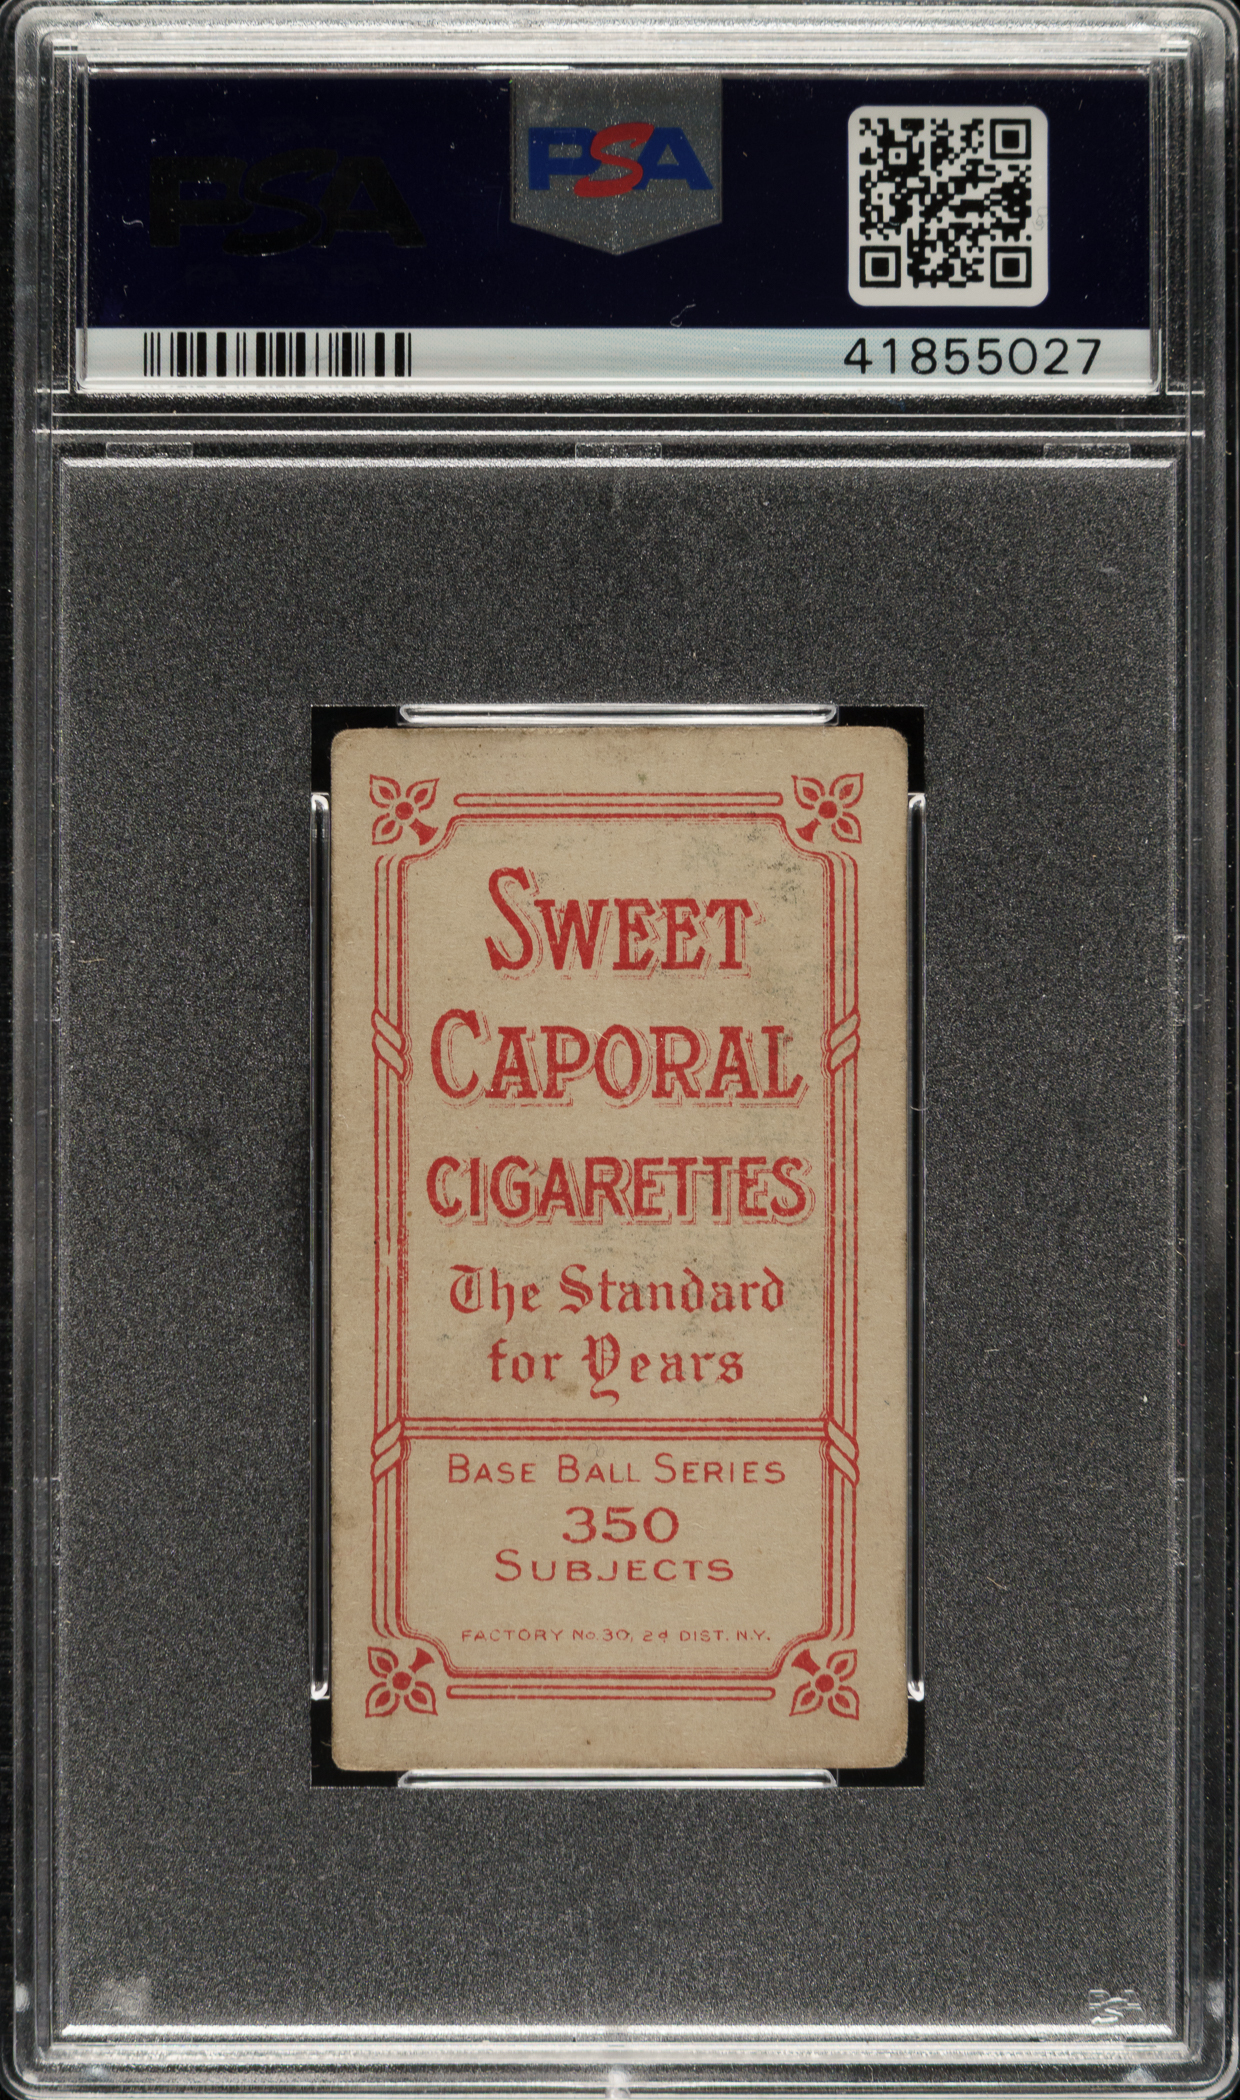 PSA
PSA
41855027
SWEET
CAPORAL
CIGARETTES
The Standard
for Years
BASE BALL SERIES
350
SUBJECTS
FACTORY No. 30, 2d DIST. N.Y.
PSA